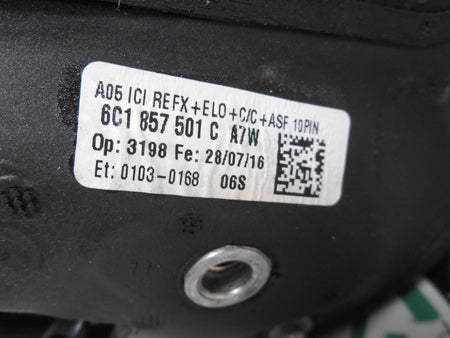 A05 ICI REFX+ELO+C/C+ASF 10PIN
6C1 857 501 C A7W
Op: 3198 Fe: 28/07/16
Et: 0103-0168 06S